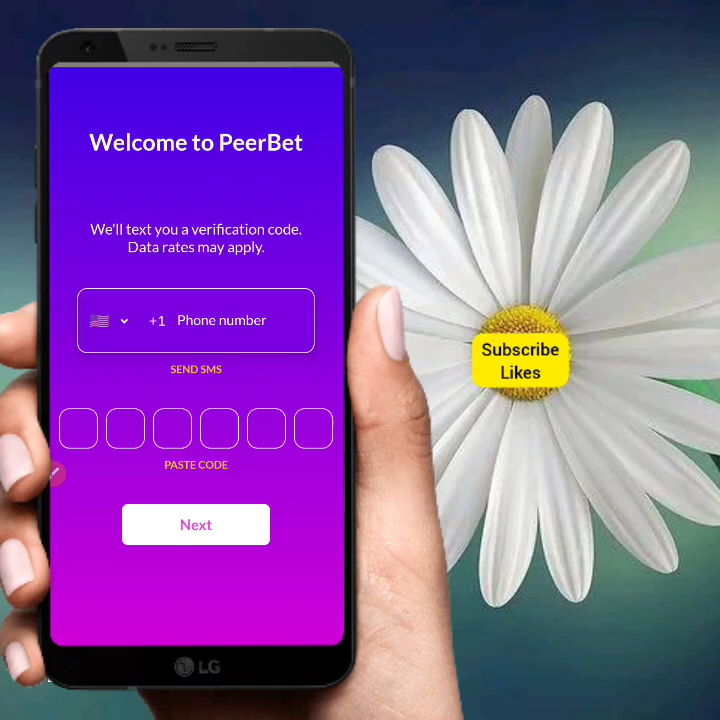 Welcome to PeerBet
We'll text you a verification code.
Data rates may apply.
+1 Phone number
SEND SMS
PASTE CODE
Next
LG
Subscribe
Likes